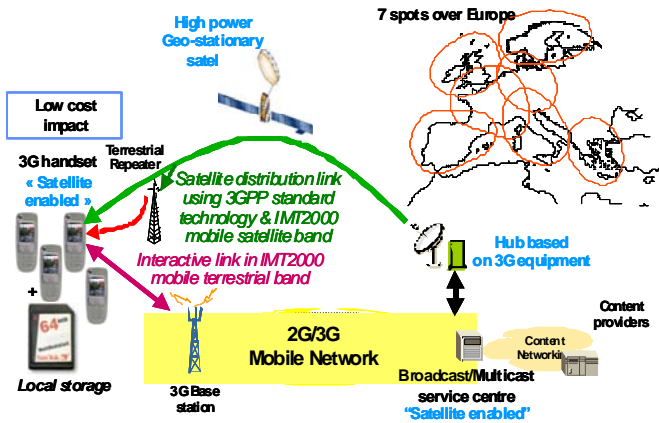 High power
Geo-stationary
satel
7 spots over Europe
Low cost
impact
3G handset
« Satellite
enabled »
Terrestrial
Repeater
Satellite distribution link
using 3GPP standard
technology & IMT2000
mobile satellite band
Interactive link in IMT2000
mobile terrestrial band
Hub based
on 3G equipment
+
64
Local storage
3G Base
station
2G/3G
Mobile Network
Content
Networkin
Content
providers
Broadcast/Multicast
service centre
“Satellite enabled”